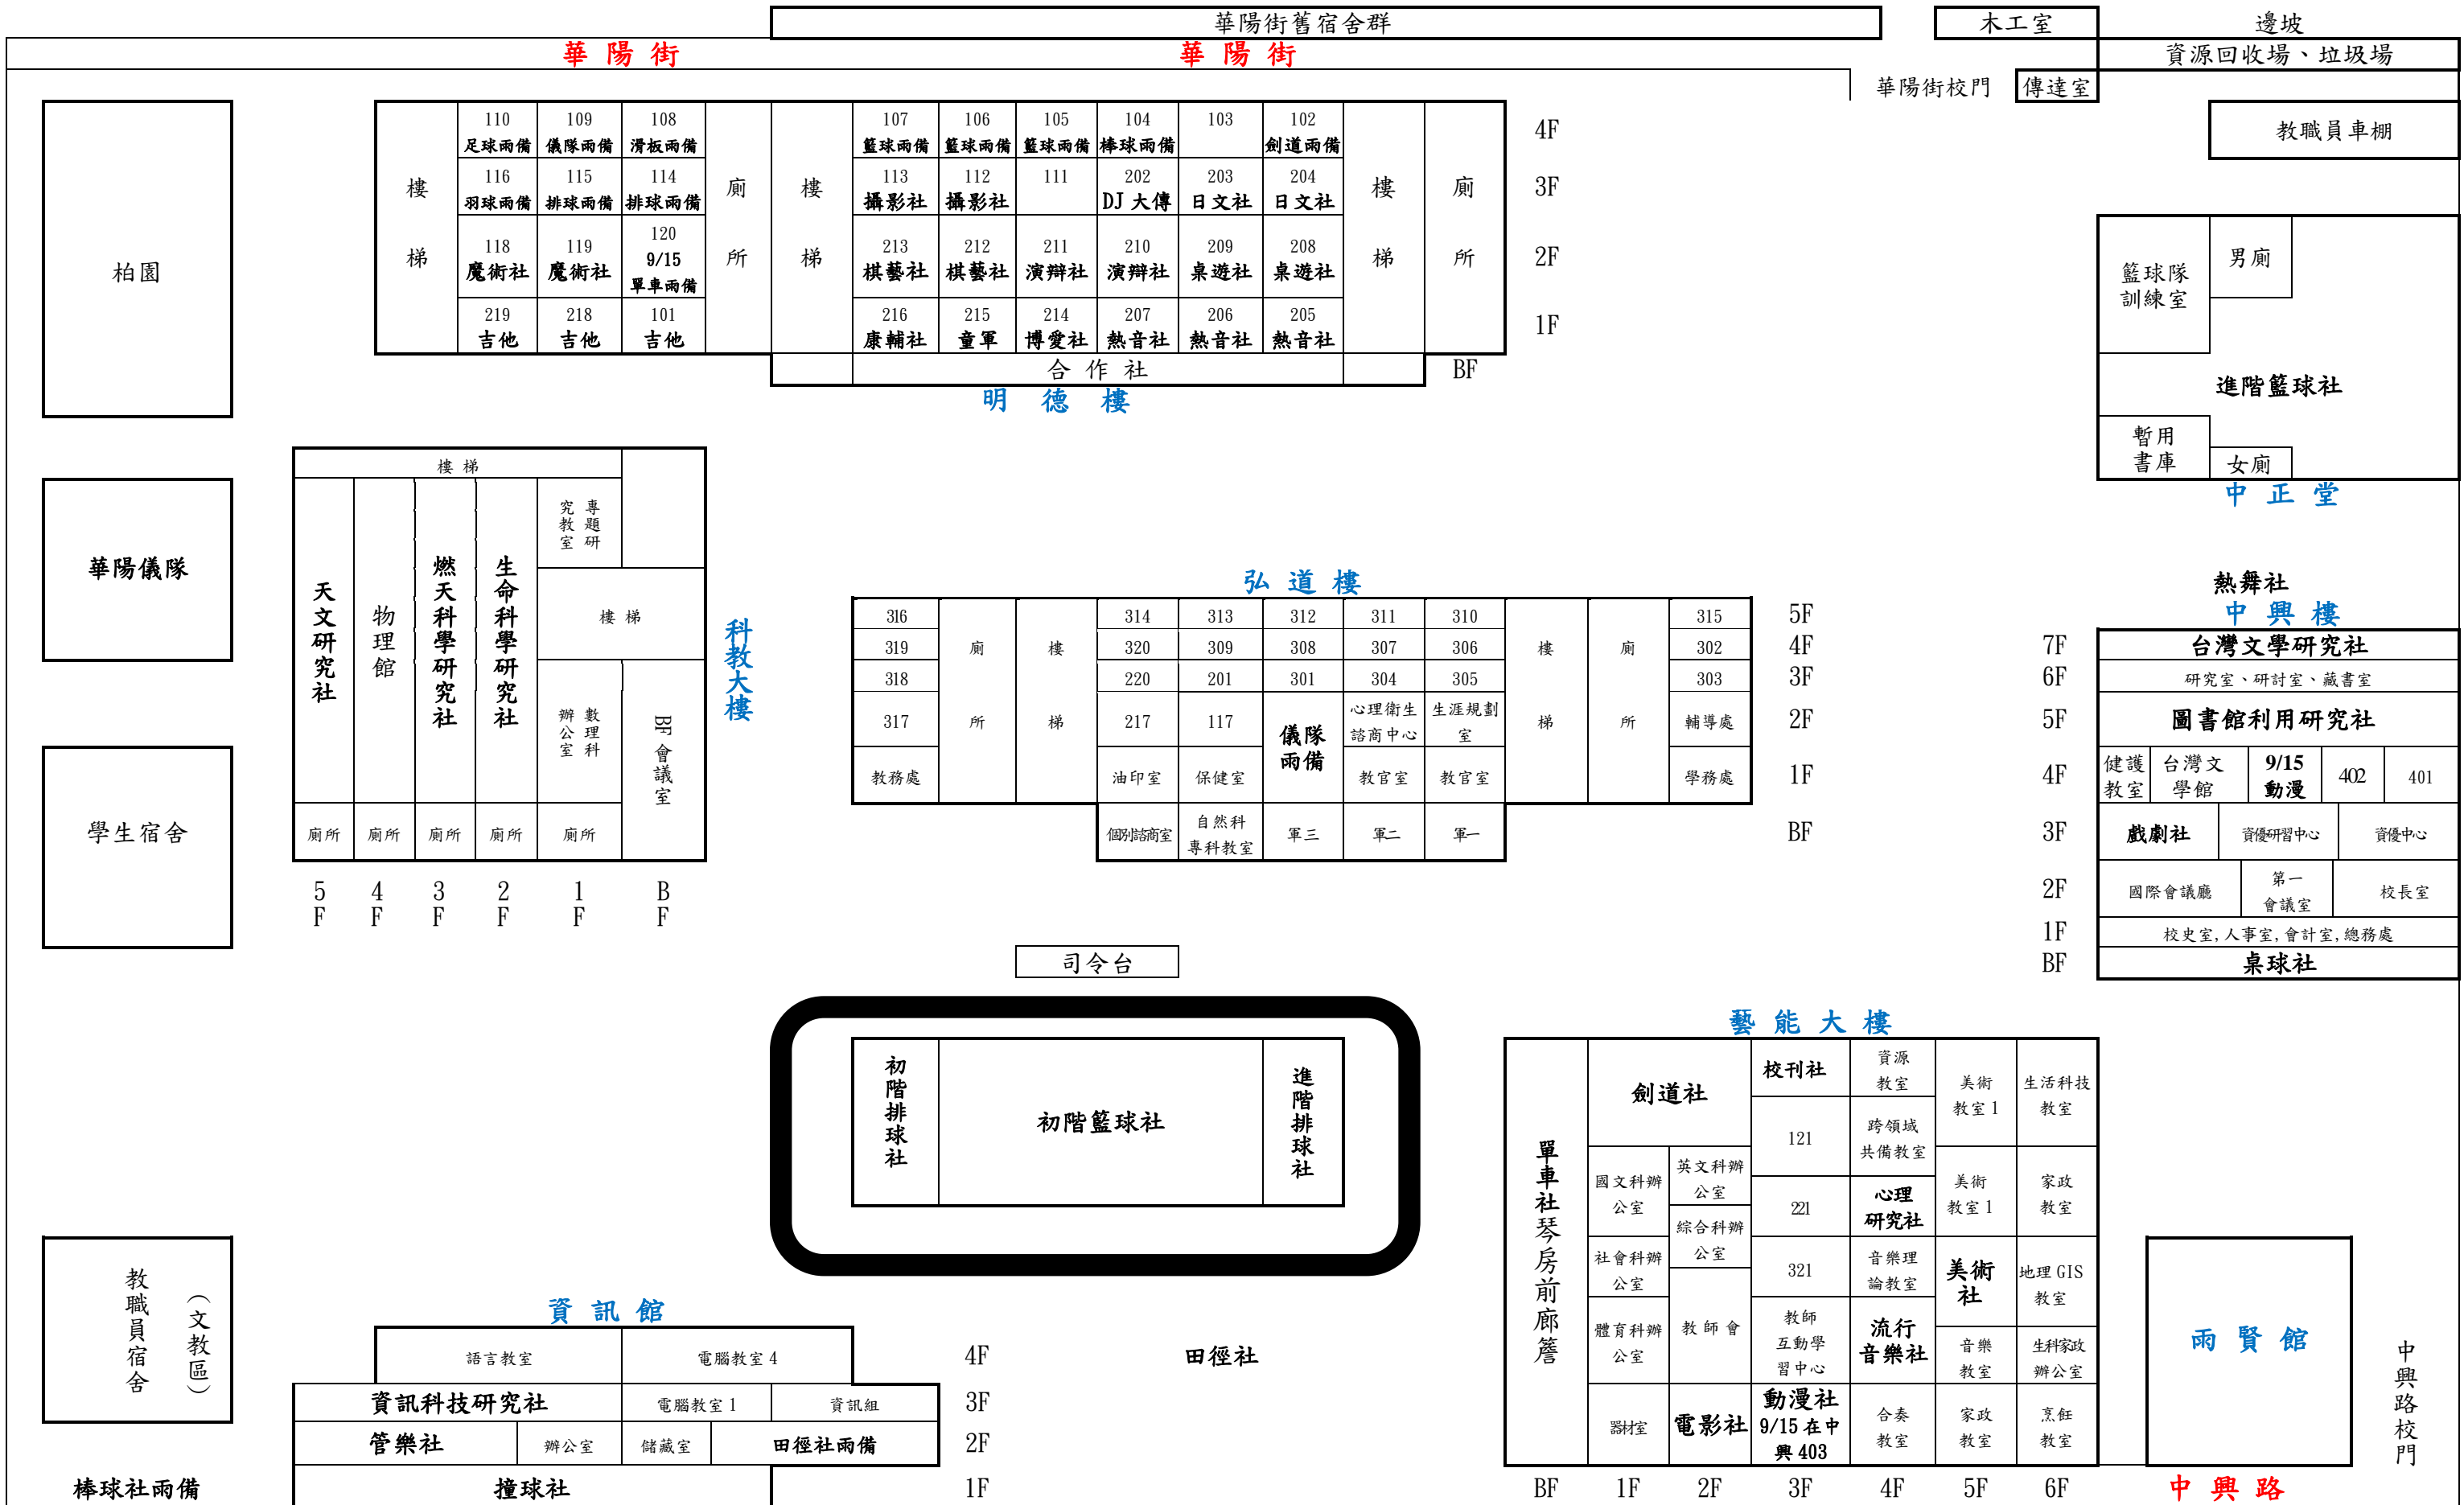 華陽街舊宿舍群
木工室
邊坡
華陽街
華陽街
資源回收場、垃圾場
華陽街校門
傳達室
教職員車棚
柏園
樓梯
110
足球雨備
109
儀隊雨備
108
滑板雨備
廁所
樓梯
107
籃球雨備
106
籃球雨備
105
籃球雨備
104
棒球雨備
103
102
劍道雨備
樓梯
廁所
4F
116
羽球雨備
115
排球雨備
114
排球雨備
113
攝影社
112
攝影社
111
202
DJ 大傳
203
日文社
204
日文社
3F
118
魔術社
119
魔術社
120
9/15
單車雨備
213
棋藝社
212
棋藝社
211
演辯社
210
演辯社
209
桌遊社
208
桌遊社
2F
219
吉他
218
吉他
101
吉他
216
康輔社
215
童軍
214
博愛社
207
熱音社
206
熱音社
205
熱音社
1F
合作社
BF
明德樓
籃球隊
訓練室
男廁
進階籃球社
暫用
書庫
女廁
中正堂
華陽儀隊
學生宿舍
樓梯
天文研究社
物理館
燃天科學研究社
生命科學研究社
專題研
究教室
樓梯
數理科
辦公室
BF 會議室
廁所
廁所
廁所
廁所
廁所
5F
4F
3F
2F
1F
BF
科教大樓
弘道樓
316
廁所
樓梯
314
313
312
311
310
樓梯
廁所
315
5F
319
320
309
308
307
306
302
4F
318
220
201
301
304
305
303
3F
317
217
117
儀隊
雨備
心理衛生
諮商中心
生涯規劃
室
輔導處
2F
教務處
油印室
保健室
教官室
教官室
學務處
1F
個別諮商室
自然科
專科教室
軍三
軍二
軍一
BF
熱舞社
中興樓
7F
台灣文學研究社
6F
研究室、研討室、藏書室
5F
圖書館利用研究社
4F
健護
教室
台灣文
學館
9/15
動漫
402
401
3F
戲劇社
資優研習中心
資優中心
2F
國際會議廳
第一
會議室
校長室
1F
校史室,人事室,會計室,總務處
BF
桌球社
司令台
初階排球社
初階籃球社
進階排球社
藝能大樓
單車社琴房前廊簷
劍道社
國文科辦
公室
社會科辦
公室
體育科辦
公室
器材室
英文科辦
公室
綜合科辦
公室
教師會
電影社
校刊社
121
221
321
教師
互動學
習中心
動漫社
9/15 在中
興 403
資源
教室
跨領域
共備教室
心理
研究社
音樂理
論教室
流行
音樂社
合奏
教室
美術
教室 1
美術
教室 1
美術
社
音樂
教室
家政
教室
生活科技
教室
家政
教室
地理 GIS
教室
生科家政
辦公室
烹飪
教室
BF
1F
2F
3F
4F
5F
6F
雨賢館
中興路校門
中興路
教職員宿舍
(文教區)
棒球社雨備
資訊館
語言教室
電腦教室 4
4F
資訊科技研究社
電腦教室 1
資訊組
3F
管樂社
辦公室
儲藏室
田徑社雨備
2F
撞球社
1F
田徑社